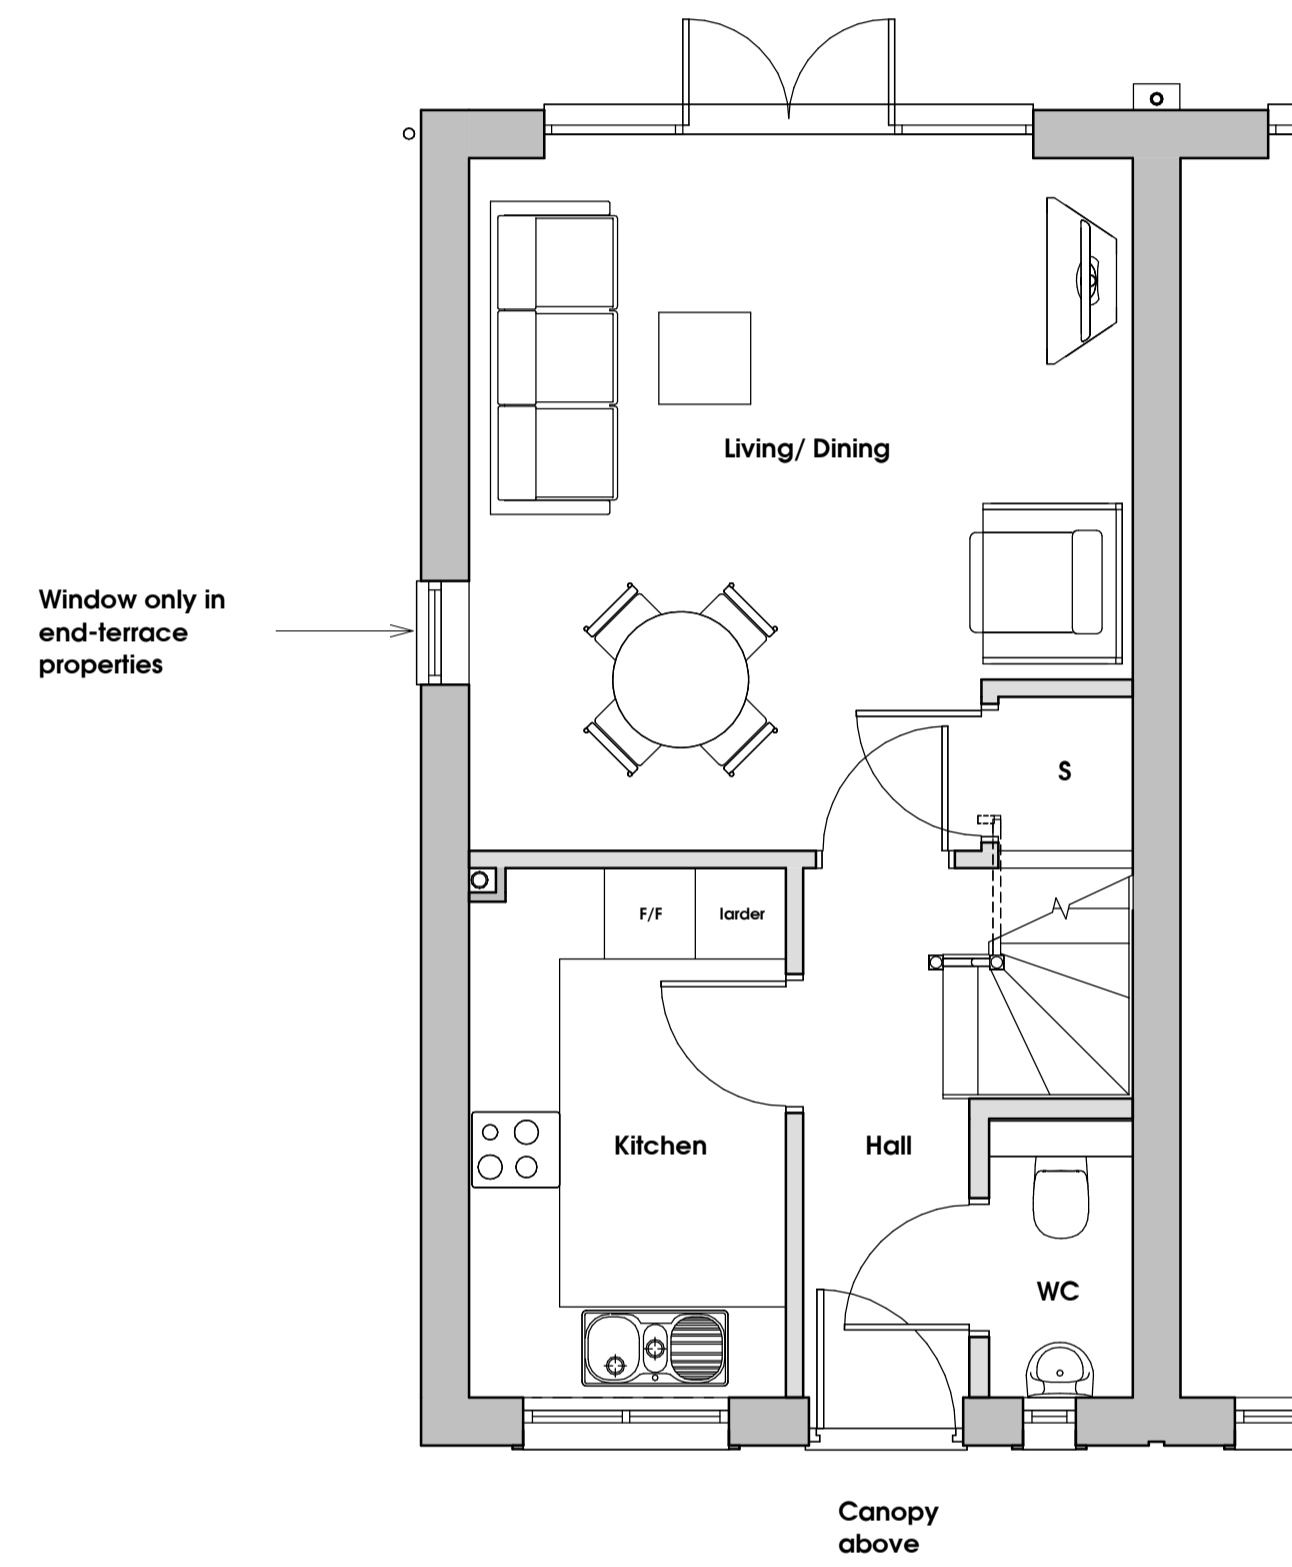 Living/ Dining
Window only in
end-terrace
properties
S
F/F
larder
Kitchen
Hall
WC
Canopy
above